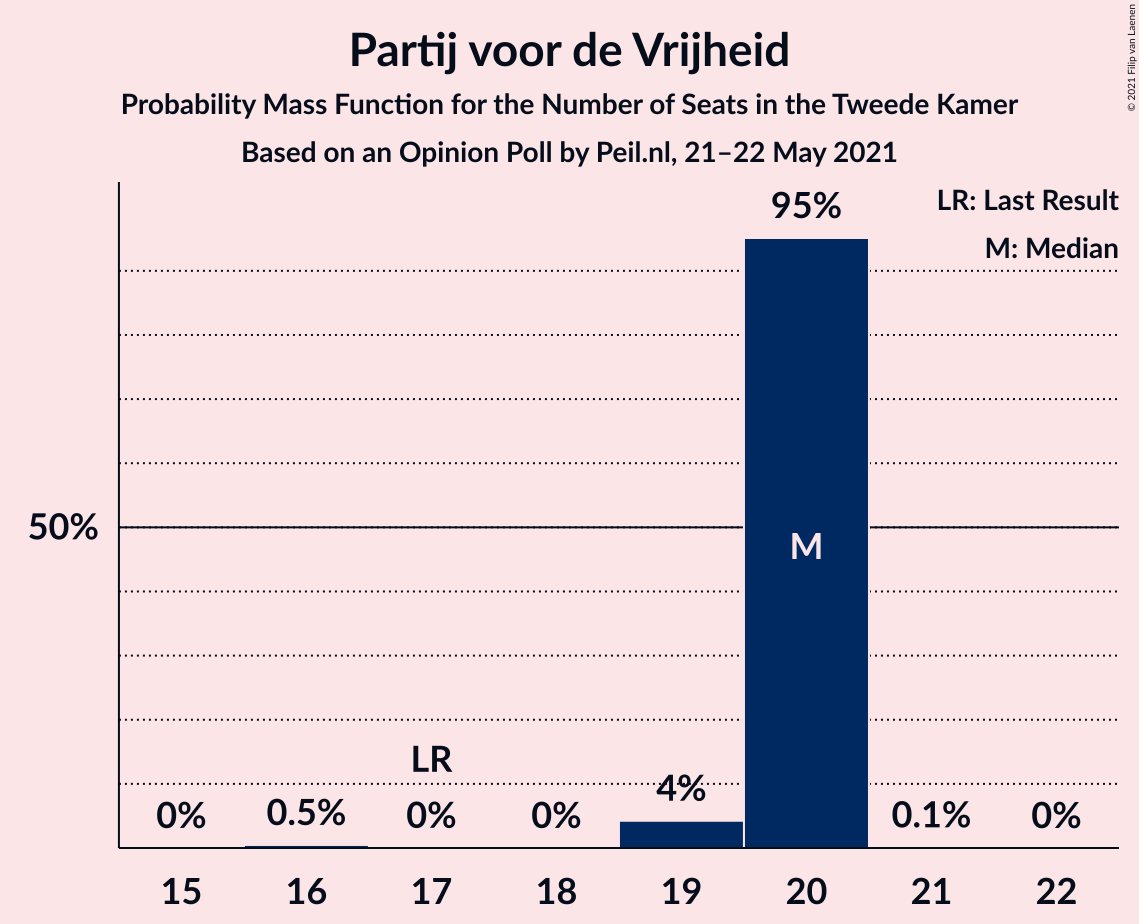 Partij voor de Vrijheid
Probability Mass Function for the Number of Seats in the Tweede Kamer
Based on an Opinion Poll by Peil.nl, 21–22 May 2021
© 2021 Filip van Laenen
LR: Last Result
M: Median
50%
0%
0.5%
LR
0%
0%
4%
95%
M
0.1%
0%
15 16 17 18 19 20 21 22